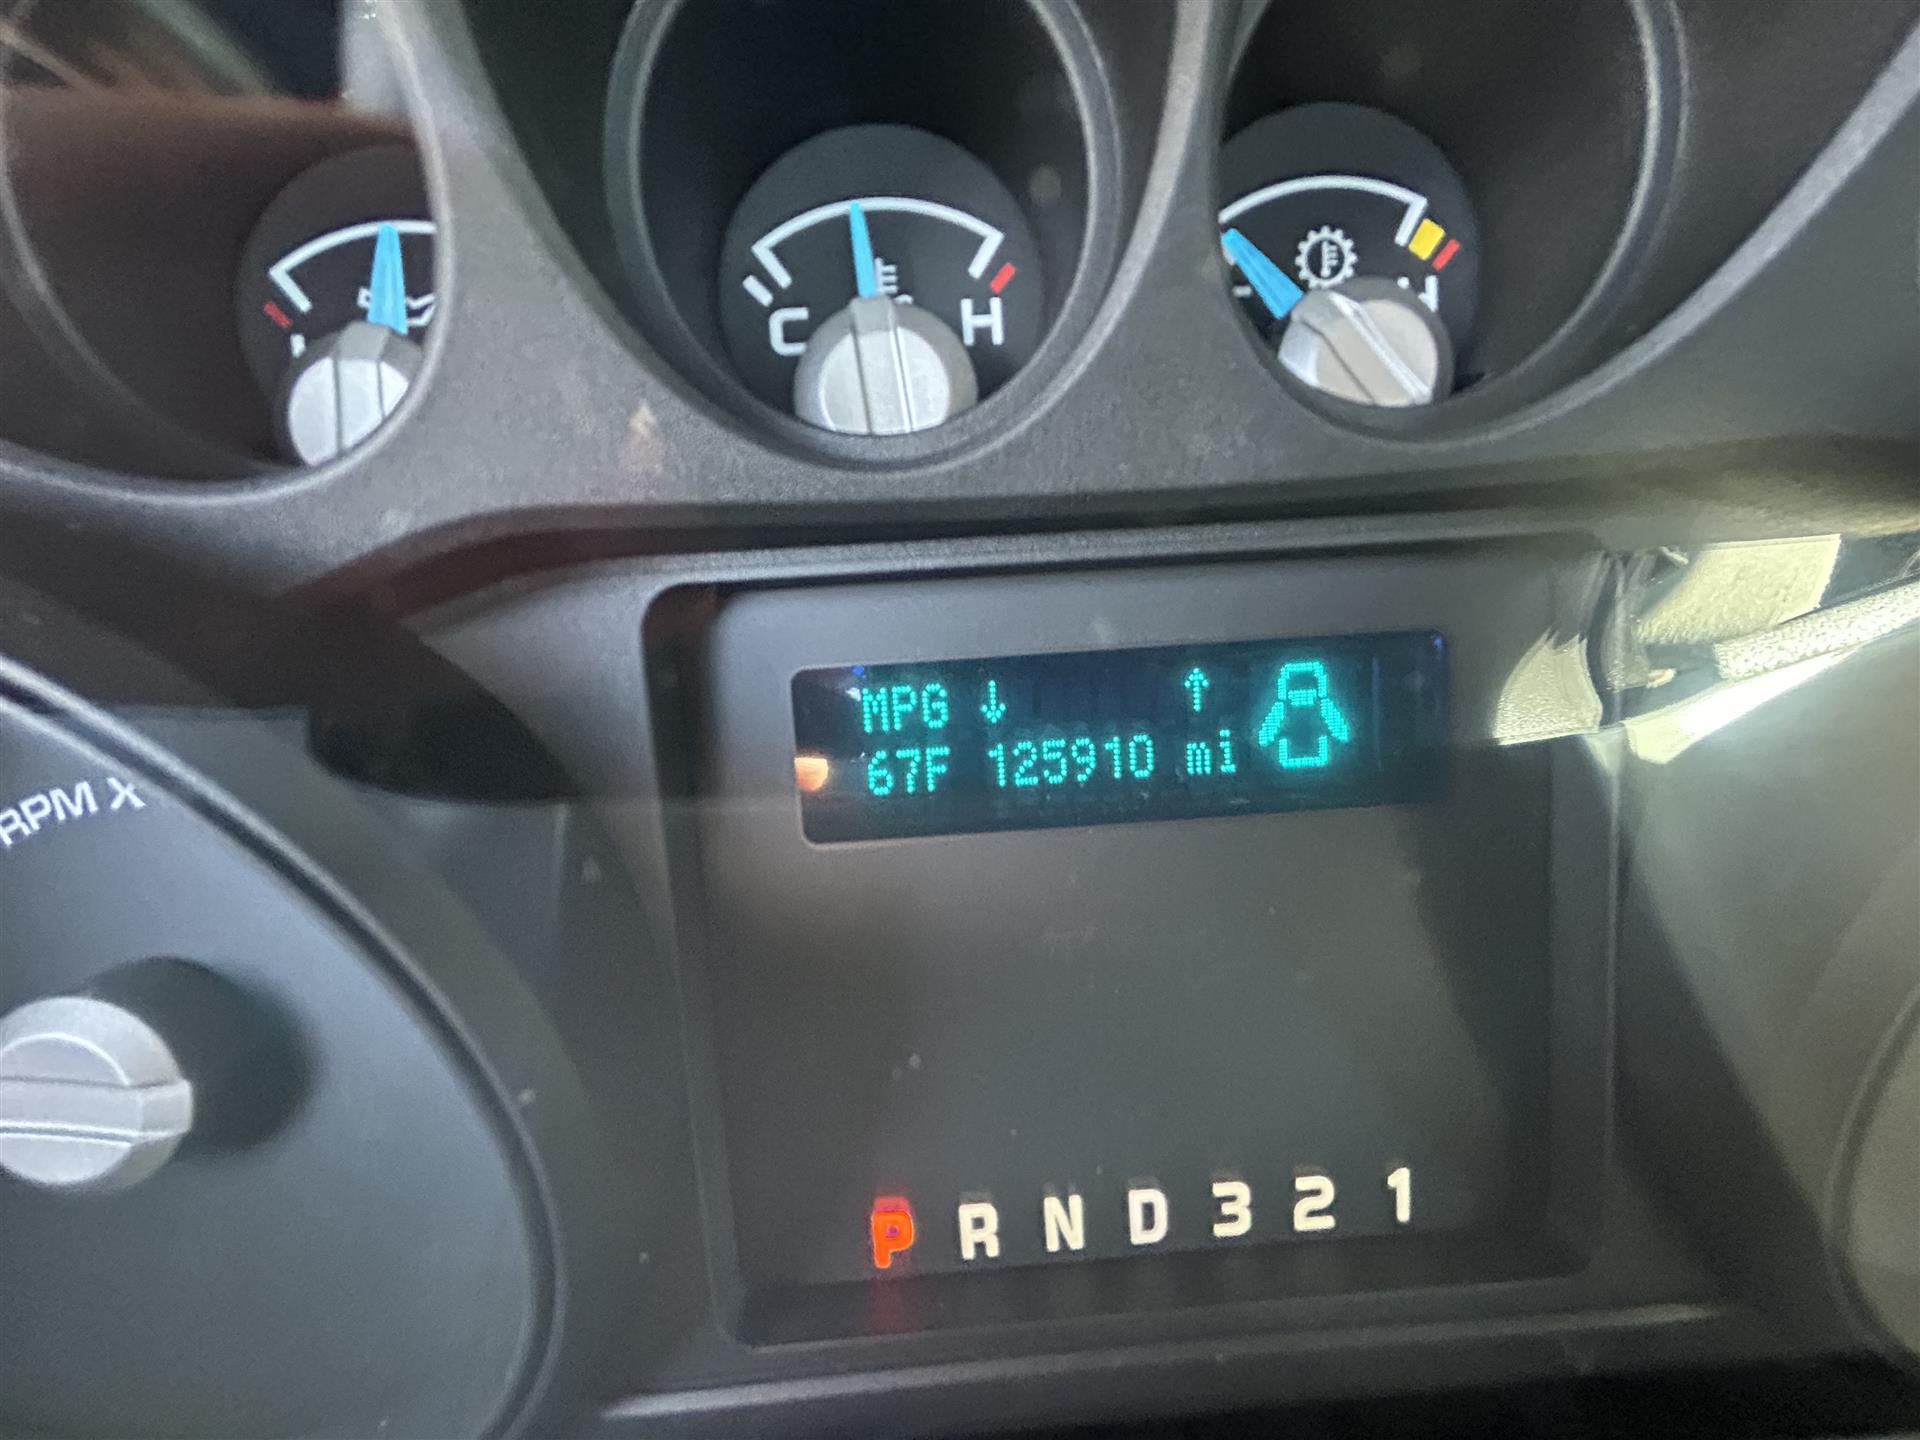 C H
H
MPG ↓ ↑
67F 125910 mi
RPM X
P R N D 3 2 1